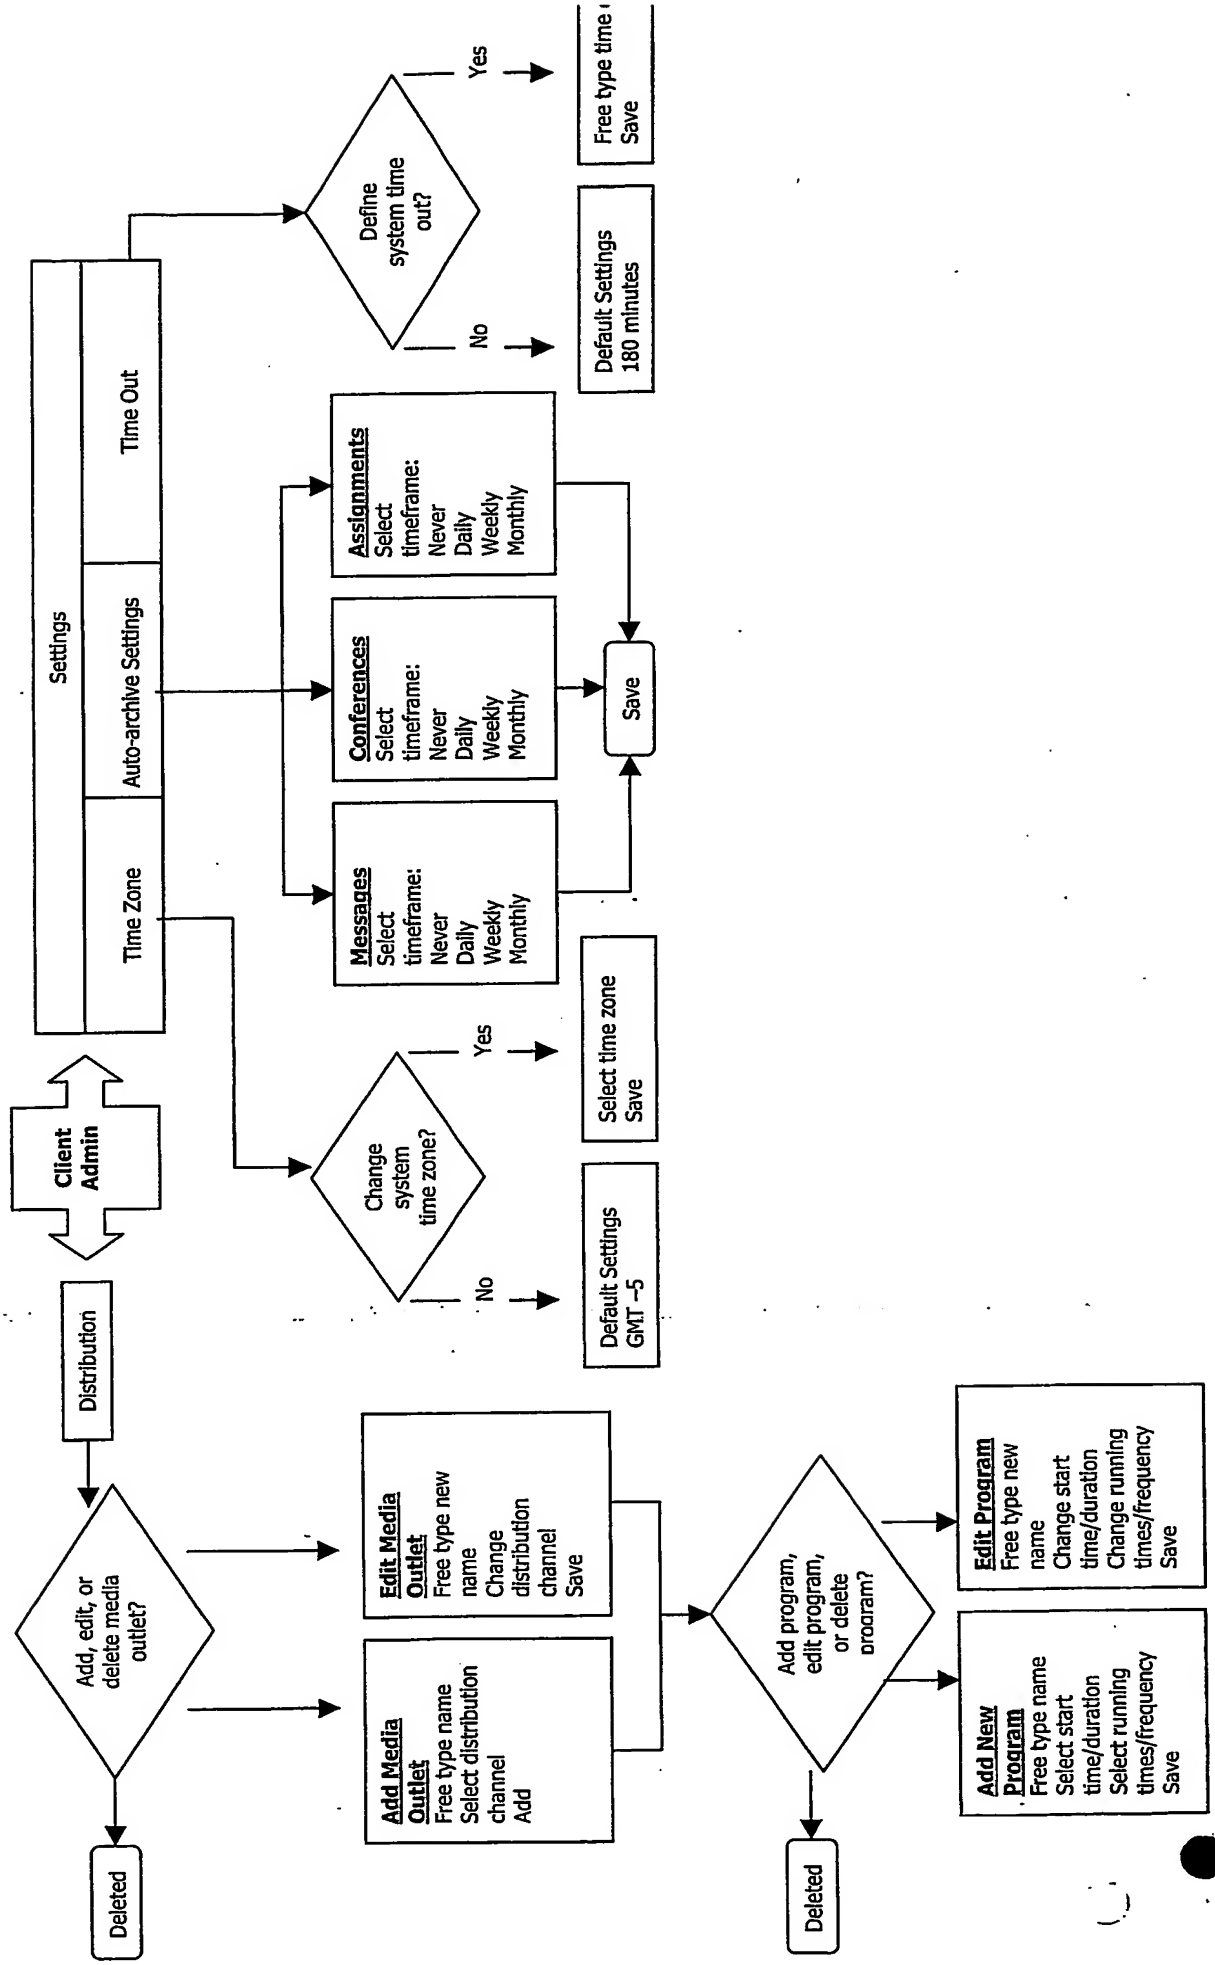 Client
Admin
Distribution
Add, edit, or
delete media
outlet?
Deleted
Add Media
Outlet
Free type name
Select distribution
channel
Add
Edit Media
Outlet
Free type new
name
Change
distribution
channel
Save
Add program,
edit program,
or delete
program?
Deleted
Add New
Program
Free type name
Select start
time/duration
Select running
times/frequency
Save
Edit Program
Free type new
name
Change start
time/duration
Change running
times/frequency
Save
Settings
Time Zone
Auto-archive Settings
Time Out
Change
system
time zone?
No
Yes
Default Settings
GMT –5
Select time zone
Save
Messages
Select
timeframe:
Never
Daily
Weekly
Monthly
Conferences
Select
timeframe:
Never
Daily
Weekly
Monthly
Assignments
Select
timeframe:
Never
Daily
Weekly
Monthly
Save
Define
system time
out?
No
Yes
Default Settings
180 minutes
Free type time
Save